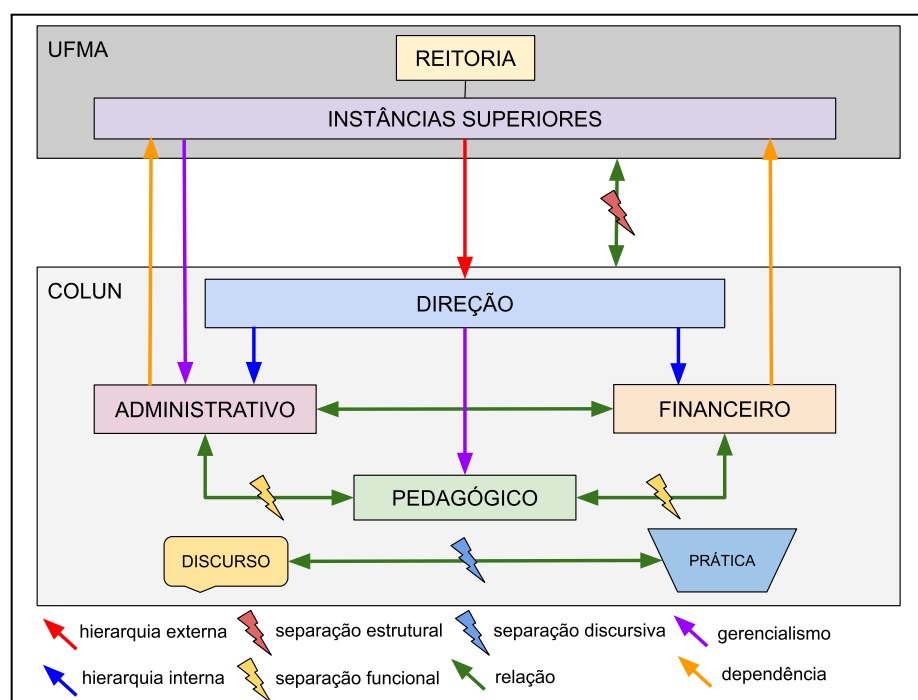 UFMA
REITORIA
INSTÂNCIAS SUPERIORES
COLUN
DIREÇÃO
ADMINISTRATIVO
FINANCEIRO
PEDAGÓGICO
DISCURSO
PRÁTICA
hierarquia externa
separação estrutural
separação discursiva
gerencialismo
hierarquia interna
separação funcional
relação
dependência